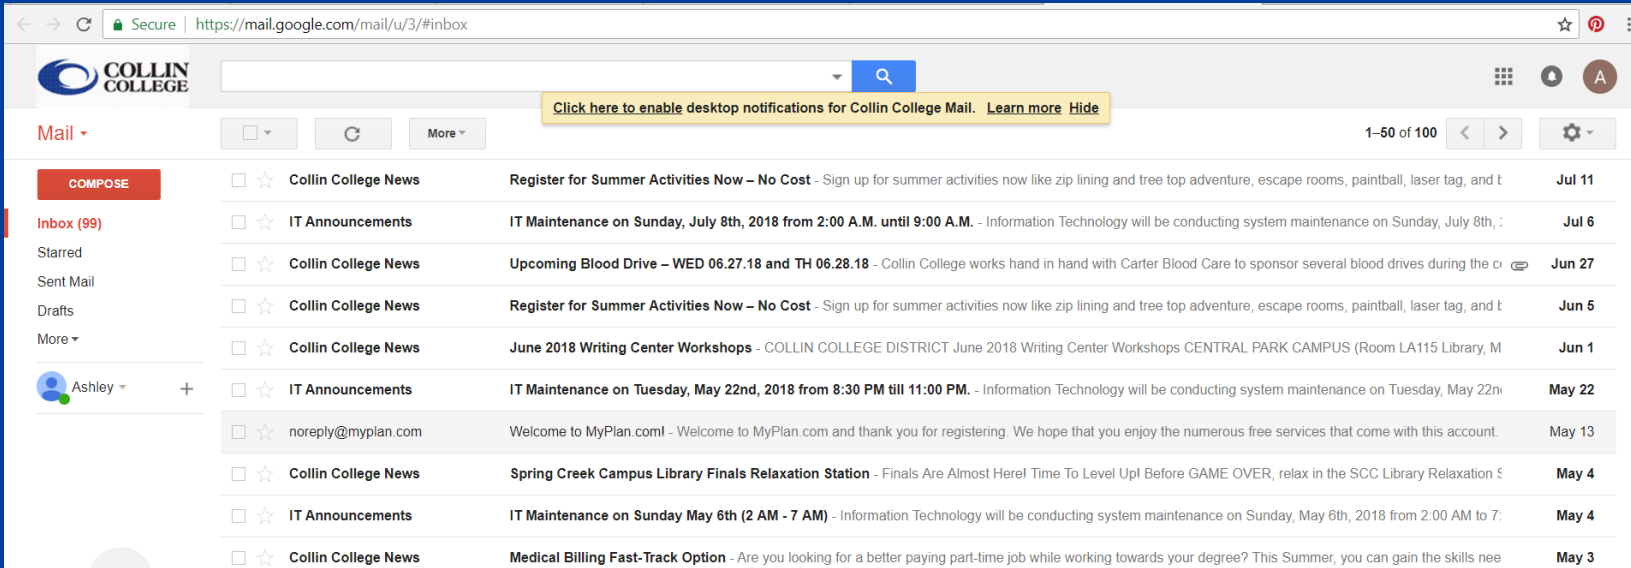 Secure | https://mail.google.com/mail/u/3/#inbox
COLLIN
COLLEGE
A
Click here to enable desktop notifications for Collin College Mail. Learn more Hide
Mail
More
1–50 of 100
COMPOSE
Inbox (99)
Starred
Sent Mail
Drafts
More
Ashley
+
Collin College News Register for Summer Activities Now – No Cost - Sign up for summer activities now like zip lining and tree top adventure, escape rooms, paintball, laser tag, and Jul 11
IT Announcements IT Maintenance on Sunday, July 8th, 2018 from 2:00 A.M. until 9:00 A.M. - Information Technology will be conducting system maintenance on Sunday, July 8th, Jul 6
Collin College News Upcoming Blood Drive – WED 06.27.18 and TH 06.28.18 - Collin College works hand in hand with Carter Blood Care to sponsor several blood drives during the Jun 27
Collin College News Register for Summer Activities Now – No Cost - Sign up for summer activities now like zip lining and tree top adventure, escape rooms, paintball, laser tag, and Jun 5
Collin College News June 2018 Writing Center Workshops - COLLIN COLLEGE DISTRICT June 2018 Writing Center Workshops CENTRAL PARK CAMPUS (Room LA115 Library, M Jun 1
IT Announcements IT Maintenance on Tuesday, May 22nd, 2018 from 8:30 PM till 11:00 PM. - Information Technology will be conducting system maintenance on Tuesday, May 22n May 22
noreply@myplan.com Welcome to MyPlan.com! - Welcome to MyPlan.com and thank you for registering. We hope that you enjoy the numerous free services that come with this account. May 13
Collin College News Spring Creek Campus Library Finals Relaxation Station - Finals Are Almost Here! Time To Level Up! Before GAME OVER, relax in the SCC Library Relaxation May 4
IT Announcements IT Maintenance on Sunday May 6th (2 AM - 7 AM) - Information Technology will be conducting system maintenance on Sunday, May 6th, 2018 from 2:00 AM to 7: May 4
Collin College News Medical Billing Fast-Track Option - Are you looking for a better paying part-time job while working towards your degree? This Summer, you can gain the skills nee May 3